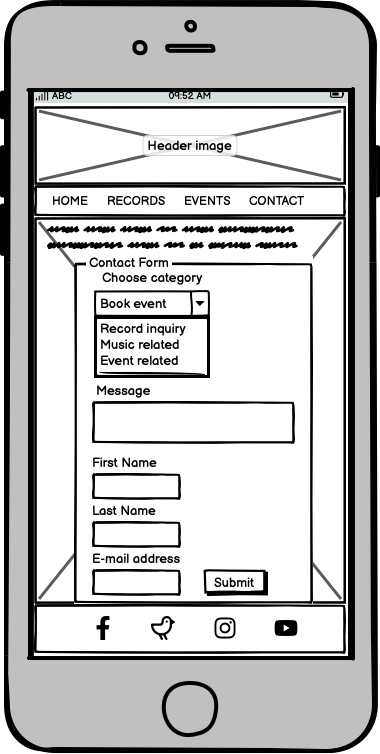 ABC 09:52 AM
Header image
HOME RECORDS EVENTS CONTACT
Contact Form
Choose category
Book event
Record inquiry
Music related
Event related
Message
First Name
Last Name
E-mail address
Submit